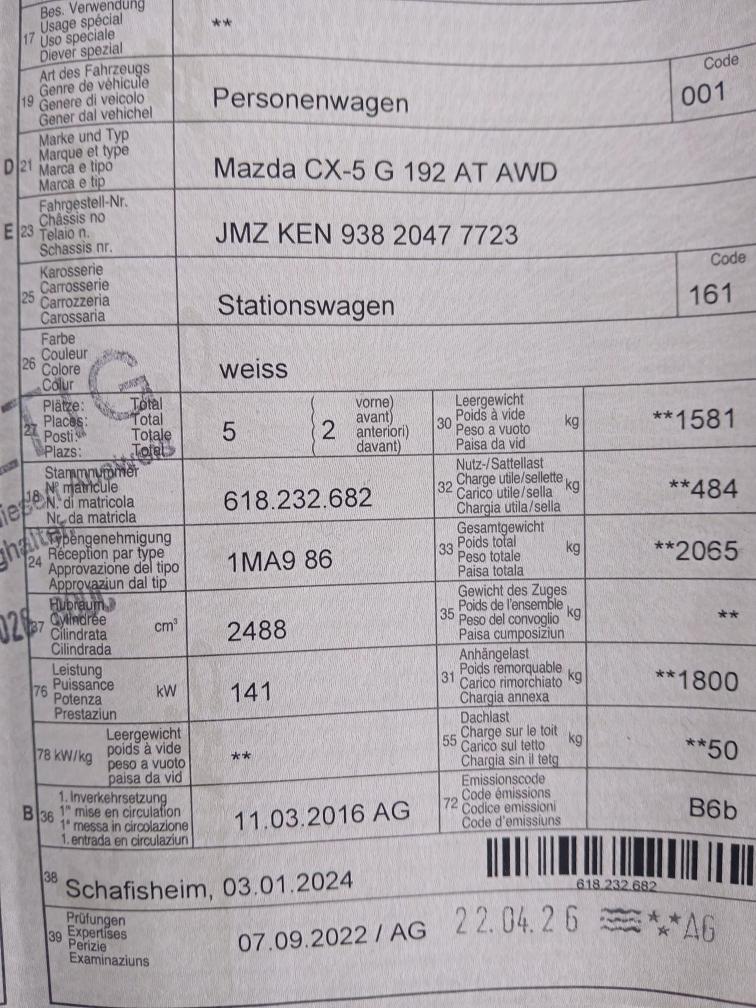 Bes. Verwendung
Usage spécial
17 Uso speciale
Diever spezial
**
Art des Fahrzeugs
Genre de véhicule
19 Genere di veicolo
Gener dal vehichel
Personenwagen
Code
001
Marke und Typ
Marque et type
D 21 Marca e tipo
Marca e tip
Mazda CX-5 G 192 AT AWD
Fahrgestell-Nr.
Châssis no
E 23 Telaio n.
Schassis nr.
JMZ KEN 938 2047 7723
Karosserie
Carrosserie
25 Carrozzeria
Carossaria
Stationswagen
Code
161
Farbe
26 Couleur
Colore
Colur
weiss
Plätze: Total
27 Places: Total
Posti: Totale
Plazs: Total
5
( 2
vorne)
avant)
anteriori)
davant)
Leergewicht
30 Poids à vide kg
Peso a vuoto
Paisa da vid
**1581
Stammnummer
18 N° matricule
N. di matricola
Nr. da matricla
618.232.682
Nutz-/Sattellast
32 Charge utile/sellette kg
Carico utile/sella
Chargia utila/sella
**484
Typengenehmigung
24 Réception par type
Approvazione del tipo
Approvaziun dal tip
1MA9 86
Gesamtgewicht
33 Poids total kg
Peso totale
Paisa totala
**2065
Hubraum
37 Cylindrée cm³
Cilindrata
Cilindrada
2488
Gewicht des Zuges
35 Poids de l'ensemble kg
Peso del convoglio
Paisa cumposiziun
**
Leistung
76 Puissance kW
Potenza
Prestaziun
141
Anhängelast
31 Poids remorquable kg
Carico rimorchiato
Chargia annexa
**1800
Leergewicht
78 kW/kg poids à vide
peso a vuoto
paisa da vid
**
Dachlast
55 Charge sur le toit kg
Carico sul tetto
Chargia sin il tetg
**50
1. Inverkehrsetzung
B 36 1re mise en circulation
1a messa in circolazione
1. entrada en circulaziun
11.03.2016 AG
Emissionscode
72 Code émissions
Codice emissioni
Code d'emissiuns
B6b
38 Schafisheim, 03.01.2024
618.232.682
Prüfungen
39 Expertises
Perizie
Examinaziuns
07.09.2022 / AG
22.04.26 AG